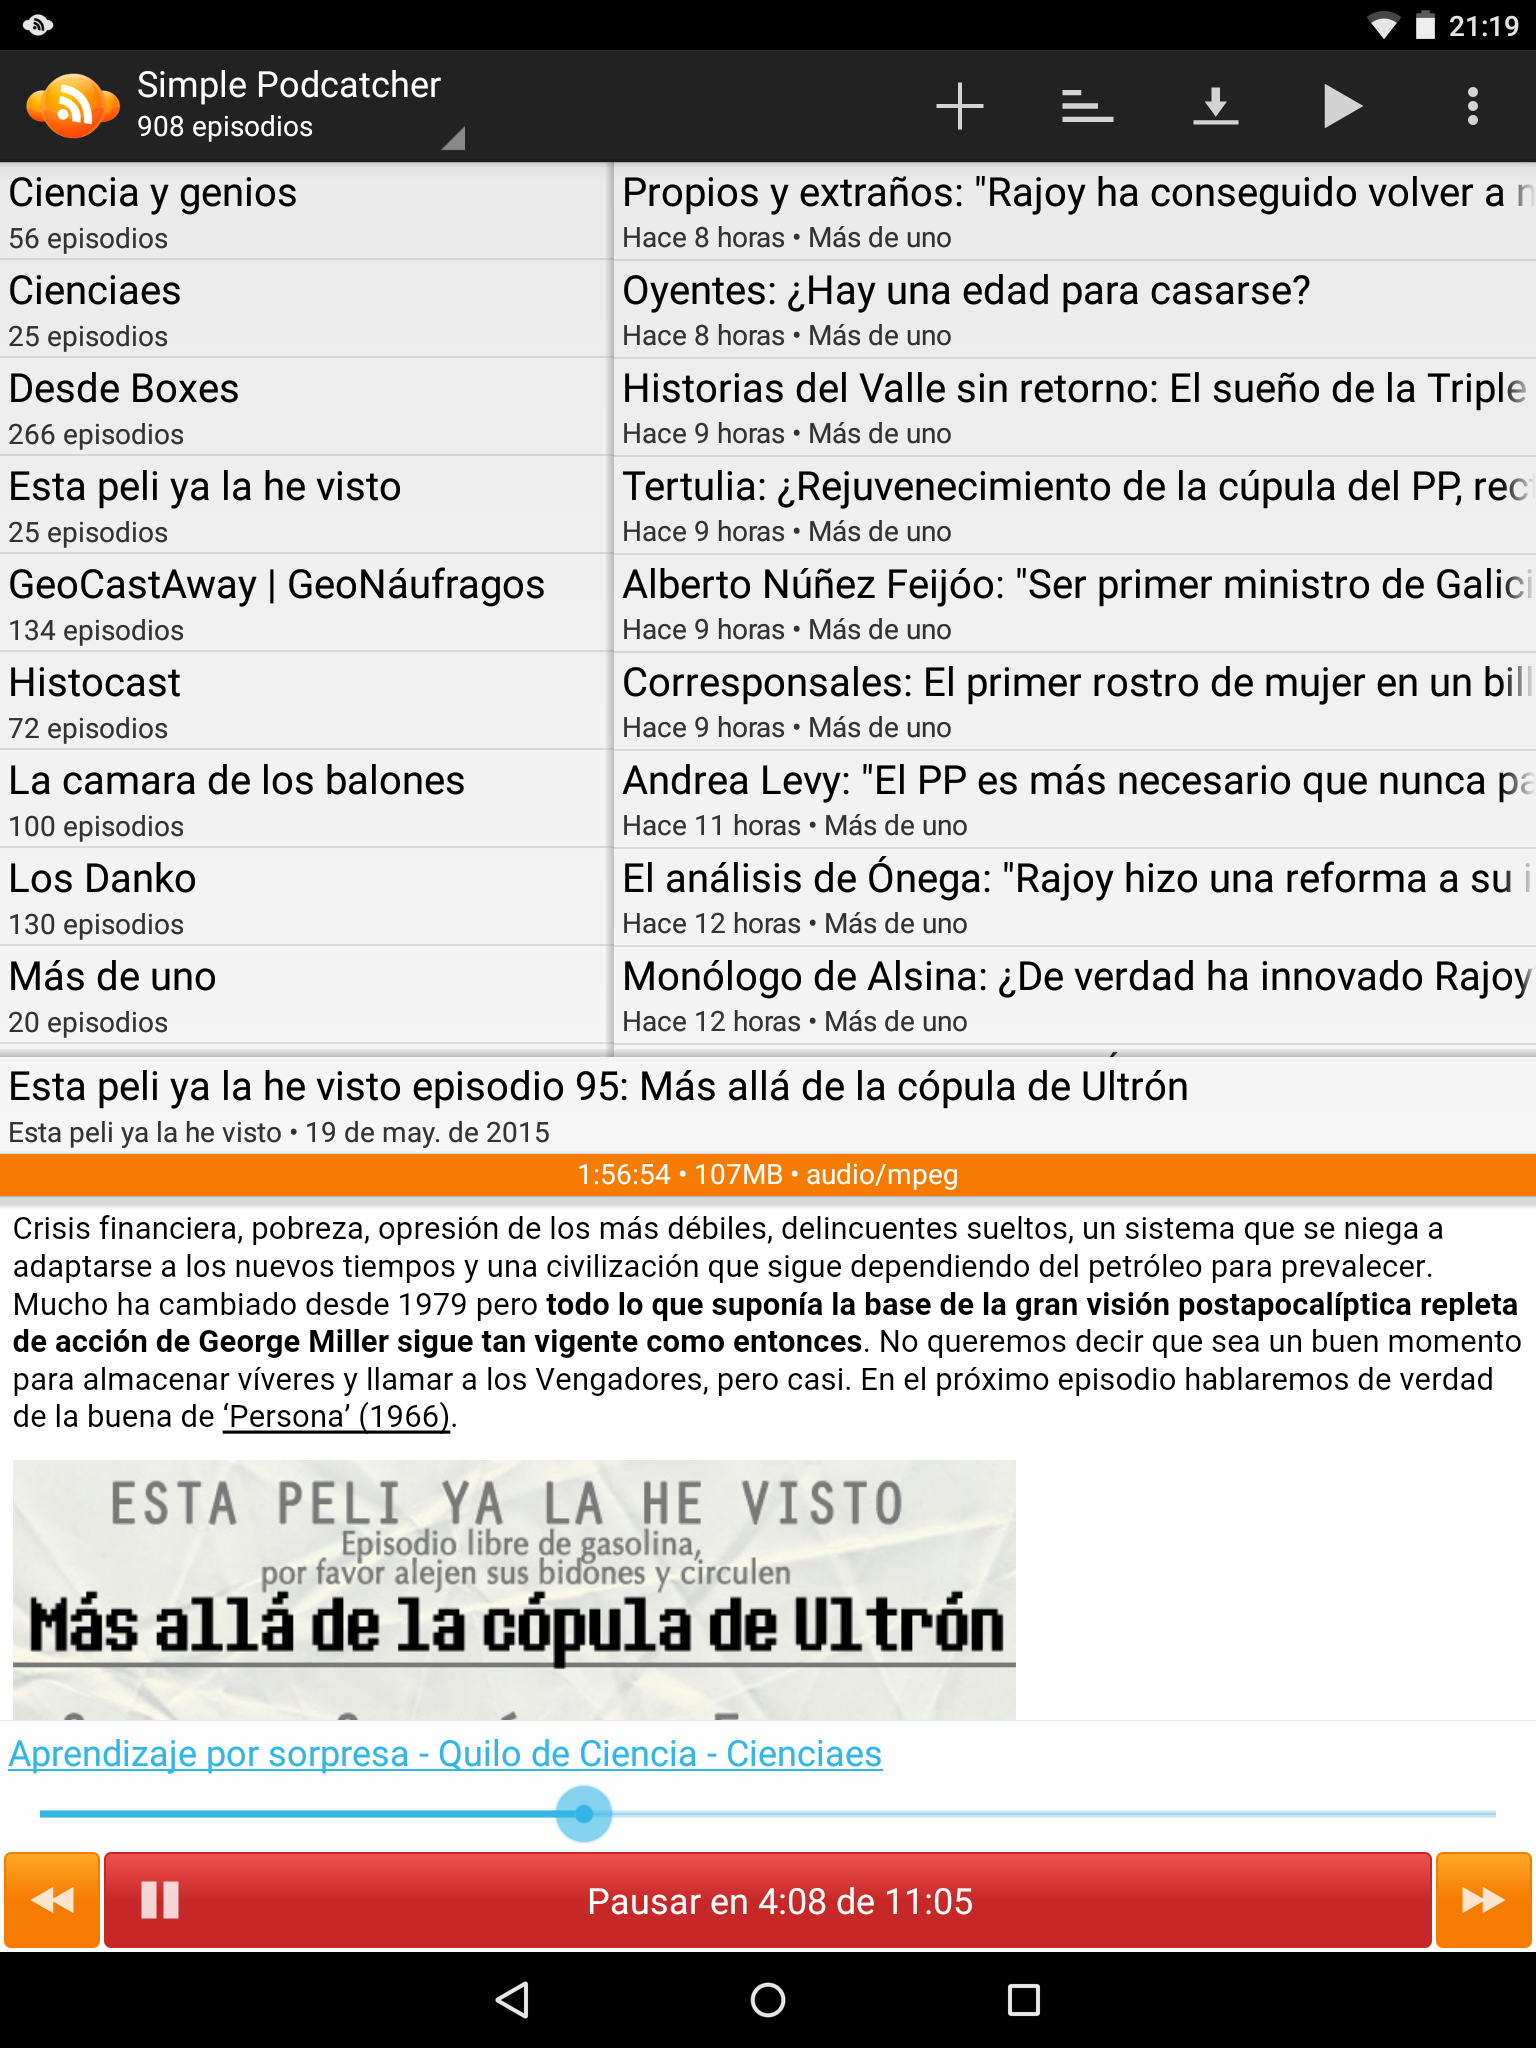 21:19
Simple Podcatcher
908 episodios
Ciencia y genios
56 episodios
Cienciaes
25 episodios
Desde Boxes
266 episodios
Esta peli ya la he visto
25 episodios
GeoCastAway | GeoNáufragos
134 episodios
Histocast
72 episodios
La camara de los balones
100 episodios
Los Danko
130 episodios
Más de uno
20 episodios
Propios y extraños: "Rajoy ha conseguido volver a
Hace 8 horas • Más de uno
Oyentes: ¿Hay una edad para casarse?
Hace 8 horas • Más de uno
Historias del Valle sin retorno: El sueño de la Triple
Hace 9 horas • Más de uno
Tertulia: ¿Rejuvenecimiento de la cúpula del PP,
Hace 9 horas • Más de uno
Alberto Núñez Feijóo: "Ser primer ministro de Galici
Hace 9 horas • Más de uno
Corresponsales: El primer rostro de mujer en un bill
Hace 9 horas • Más de uno
Andrea Levy: "El PP es más necesario que nunca pa
Hace 11 horas • Más de uno
El análisis de Ónega: "Rajoy hizo una reforma a su
Hace 12 horas • Más de uno
Monólogo de Alsina: ¿De verdad ha innovado Rajoy
Hace 12 horas • Más de uno
Esta peli ya la he visto episodio 95: Más allá de la cópula de Ultrón
Esta peli ya la he visto • 19 de may. de 2015
1:56:54 • 107MB • audio/mpeg
Crisis financiera, pobreza, opresión de los más débiles, delincuentes sueltos, un sistema que se niega a
adaptarse a los nuevos tiempos y una civilización que sigue dependiendo del petróleo para prevalecer.
Mucho ha cambiado desde 1979 pero todo lo que suponía la base de la gran visión postapocalíptica repleta
de acción de George Miller sigue tan vigente como entonces. No queremos decir que sea un buen momento
para almacenar víveres y llamar a los Vengadores, pero casi. En el próximo episodio hablaremos de verdad
de la buena de ‘Persona’ (1966).
ESTA PELI YA LA HE VISTO
Episodio libre de gasolina,
por favor alejen sus bidones y circulen
Más allá de la cópula de Ultrón
Aprendizaje por sorpresa - Quilo de Ciencia - Cienciaes
Pausar en 4:08 de 11:05